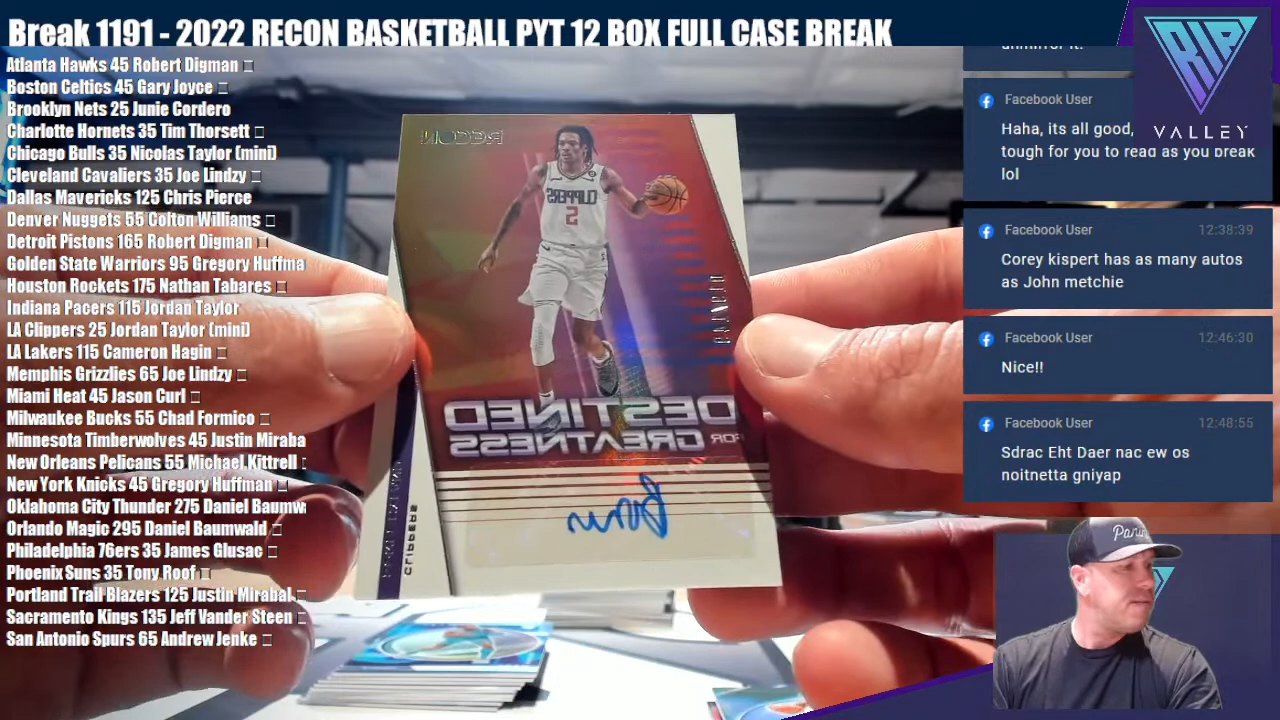 Break 1191 - 2022 RECON BASKETBALL PYT 12 BOX FULL CASE BREAK
Atlanta Hawks 45 Robert Digman
Boston Celtics 45 Gary Joyce
Brooklyn Nets 25 Junie Cordero
Charlotte Hornets 35 Tim Thorsett
Chicago Bulls 35 Nicolas Taylor (mini)
Cleveland Cavaliers 35 Joe Lindzy
Dallas Mavericks 125 Chris Pierce
Denver Nuggets 55 Colton Williams
Detroit Pistons 165 Robert Digman
Golden State Warriors 95 Gregory Huffma
Houston Rockets 175 Nathan Tabares
Indiana Pacers 115 Jordan Taylor
LA Clippers 25 Jordan Taylor (mini)
LA Lakers 115 Cameron Hagin
Memphis Grizzlies 65 Joe Lindzy
Miami Heat 45 Jason Curl
Milwaukee Bucks 55 Chad Formico
Minnesota Timberwolves 45 Justin Miraba
New Orleans Pelicans 55 Michael Kittrell
New York Knicks 45 Gregory Huffman
Oklahoma City Thunder 275 Daniel Baumw
Orlando Magic 295 Daniel Baumwald
Philadelphia 76ers 35 James Glusac
Phoenix Suns 35 Tony Roof
Portland Trail Blazers 125 Justin Mirabal
Sacramento Kings 135 Jeff Vander Steen
San Antonio Spurs 65 Andrew Jenke
RECON
CLIPPERS
2
DESTINED
FOR GREATNESS
CLIPPERS
unmirror it!
Facebook User
Haha, its all good,
tough for you to read as you break
lol
Facebook User 12:38:39
Corey kispert has as many autos
as John metchie
Facebook User 12:46:30
Nice!!
Facebook User 12:48:55
Sdrac Eht Daer nac ew os
noitnetta gniyap
RIP
VALLEY
Panini